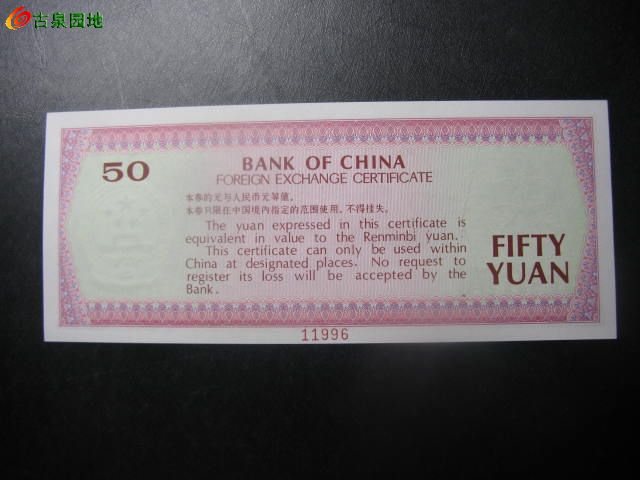 古泉园地
50
BANK OF CHINA
FOREIGN EXCHANGE CERTIFICATE
本券的元与人民币元等值。
本券只限在中国境内指定的范围使用，不得挂失。
The yuan expressed in this certificate is
equivalent in value to the Renminbi yuan.
This certificate can only be used within
China at designated places. No request to
register its loss will be accepted by the
Bank.
FIFTY
YUAN
11996